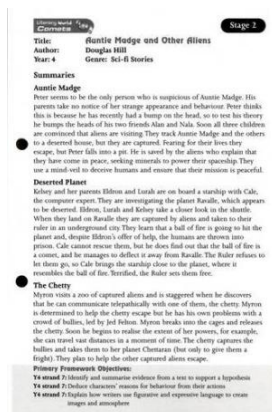 Literacy World
Comets
Stage 2
Title: Auntie Madge and Other Aliens
Author: Douglas Hill
Year: 4 Genre: Sci-fi Stories
Summaries
Auntie Madge
Peter seems to be the only person who is suspicious of Auntie Madge. His
parents take no notice of her strange appearance and behaviour. Peter thinks
this is because he has recently had a bump on the head, so to test his theory
he bumps the heads of his two friends Alan and Nala. Soon all three children
are convinced that aliens are visiting. They track Auntie Madge and the others
to a deserted house, but they are captured. Fearing for their lives they
escape, but Peter falls into a pit. He is saved by the aliens who explain that
they have come in peace, seeking minerals to power their spaceship. They
use a mind-ved to deceive humans and ensure that their mission is peaceful.
Deserted Planet
Kelsey and her parents Eldron and Lurah are on board a starship with Cale,
the computer expert. They are investigating the planet Ravalle, which appears
to be deserted. Eldron, Lurah and Kelsey take a closer look in the shuttle.
When they land on Ravalle they are captured by aliens and taken to their
ruler in an underground city. They learn that a ball of fire is going to hit the
planet and, despite Eldron's offer of help, the humans are thrown into
prison. Cale cannot rescue them, but he does find out that the ball of fire is
a comet, and he manages to deflect it away from Ravalle. The Ruler refuses to
let them go, so Cale brings the starship close to the planet, where it
resembles the ball of fire. Terrified, the Ruler sets them free.
The Chetty
Myron visits a zoo of captured aliens and is staggered when he discovers
that he can communicate telepathically with one of them, the chetty. Myron
is determined to help the chetty escape but he has his own problems with a
crowd of bullies, led by Jed Felton. Myron breaks into the cages and releases
the chetty. Soon he begins to realise the extent of her powers, for example,
she can travel vast distances in a moment of time. The chetty captures the
bullies and takes them to her planet Chettaran (but only to give them a
fright). They plan to help the other captured aliens escape.
Primary Framework Objectives:
Y4 strand 7: Identify and summarise evidence from a text to support a hypothesis
Y4 strand 7: Deduce characters' reasons for behaviour from their actions
Y4 strand 7: Explain how writers use figurative and expressive language to create
images and atmosphere